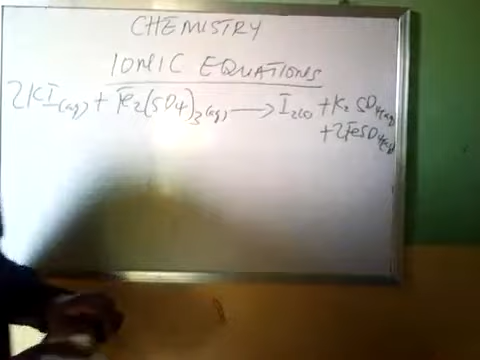 CHEMISTRY
IONIC EQUATIONS
2KI(aq) + Fe2(SO4)3(aq) → I2(s) + K2SO4(aq)
+ 2FeSO4(aq)